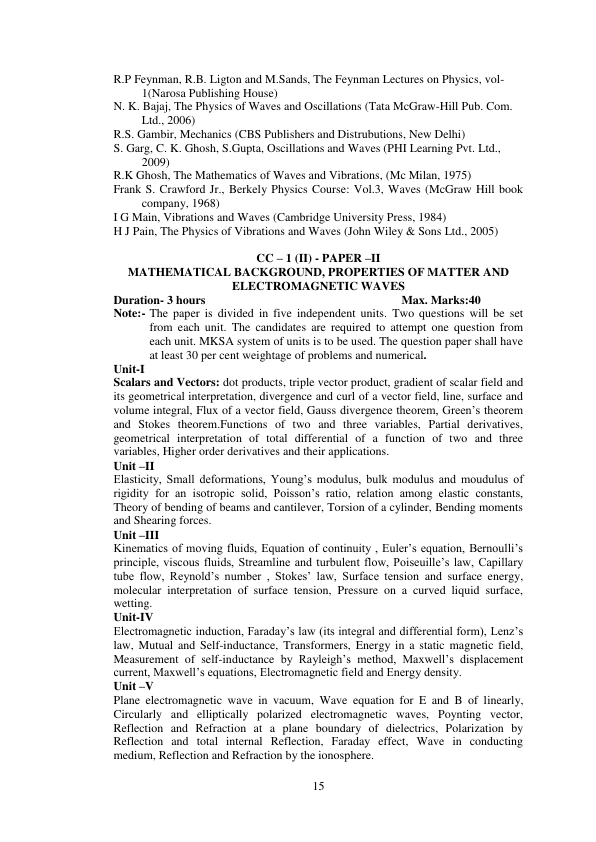 R.P Feynman, R.B. Ligton and M.Sands, The Feynman Lectures on Physics, vol-
1(Narosa Publishing House)
N. K. Bajaj, The Physics of Waves and Oscillations (Tata McGraw-Hill Pub. Com.
Ltd., 2006)
R.S. Gambir, Mechanics (CBS Publishers and Distrubutions, New Delhi)
S. Garg, C. K. Ghosh, S.Gupta, Oscillations and Waves (PHI Learning Pvt. Ltd.,
2009)
R.K Ghosh, The Mathematics of Waves and Vibrations, (Mc Milan, 1975)
Frank S. Crawford Jr., Berkely Physics Course: Vol.3, Waves (McGraw Hill book
company, 1968)
I G Main, Vibrations and Waves (Cambridge University Press, 1984)
H J Pain, The Physics of Vibrations and Waves (John Wiley & Sons Ltd., 2005)
CC – 1 (II) - PAPER –II
MATHEMATICAL BACKGROUND, PROPERTIES OF MATTER AND
ELECTROMAGNETIC WAVES
Duration- 3 hours Max. Marks:40
Note:- The paper is divided in five independent units. Two questions will be set
from each unit. The candidates are required to attempt one question from
each unit. MKSA system of units is to be used. The question paper shall have
at least 30 per cent weightage of problems and numerical.
Unit-I
Scalars and Vectors: dot products, triple vector product, gradient of scalar field and
its geometrical interpretation, divergence and curl of a vector field, line, surface and
volume integral, Flux of a vector field, Gauss divergence theorem, Green's theorem
and Stokes theorem.Functions of two and three variables, Partial derivatives,
geometrical interpretation of total differential of a function of two and three
variables, Higher order derivatives and their applications.
Unit –II
Elasticity, Small deformations, Young's modulus, bulk modulus and moudulus of
rigidity for an isotropic solid, Poisson's ratio, relation among elastic constants,
Theory of bending of beams and cantilever, Torsion of a cylinder, Bending moments
and Shearing forces.
Unit –III
Kinematics of moving fluids, Equation of continuity , Euler's equation, Bernoulli's
principle, viscous fluids, Streamline and turbulent flow, Poiseuille's law, Capillary
tube flow, Reynold's number , Stokes' law, Surface tension and surface energy,
molecular interpretation of surface tension, Pressure on a curved liquid surface,
wetting.
Unit-IV
Electromagnetic induction, Faraday's law (its integral and differential form), Lenz's
law, Mutual and Self-inductance, Transformers, Energy in a static magnetic field,
Measurement of self-inductance by Rayleigh's method, Maxwell's displacement
current, Maxwell's equations, Electromagnetic field and Energy density.
Unit –V
Plane electromagnetic wave in vacuum, Wave equation for E and B of linearly,
Circularly and elliptically polarized electromagnetic waves, Poynting vector,
Reflection and Refraction at a plane boundary of dielectrics, Polarization by
Reflection and total internal Reflection, Faraday effect, Wave in conducting
medium, Reflection and Refraction by the ionosphere.
15